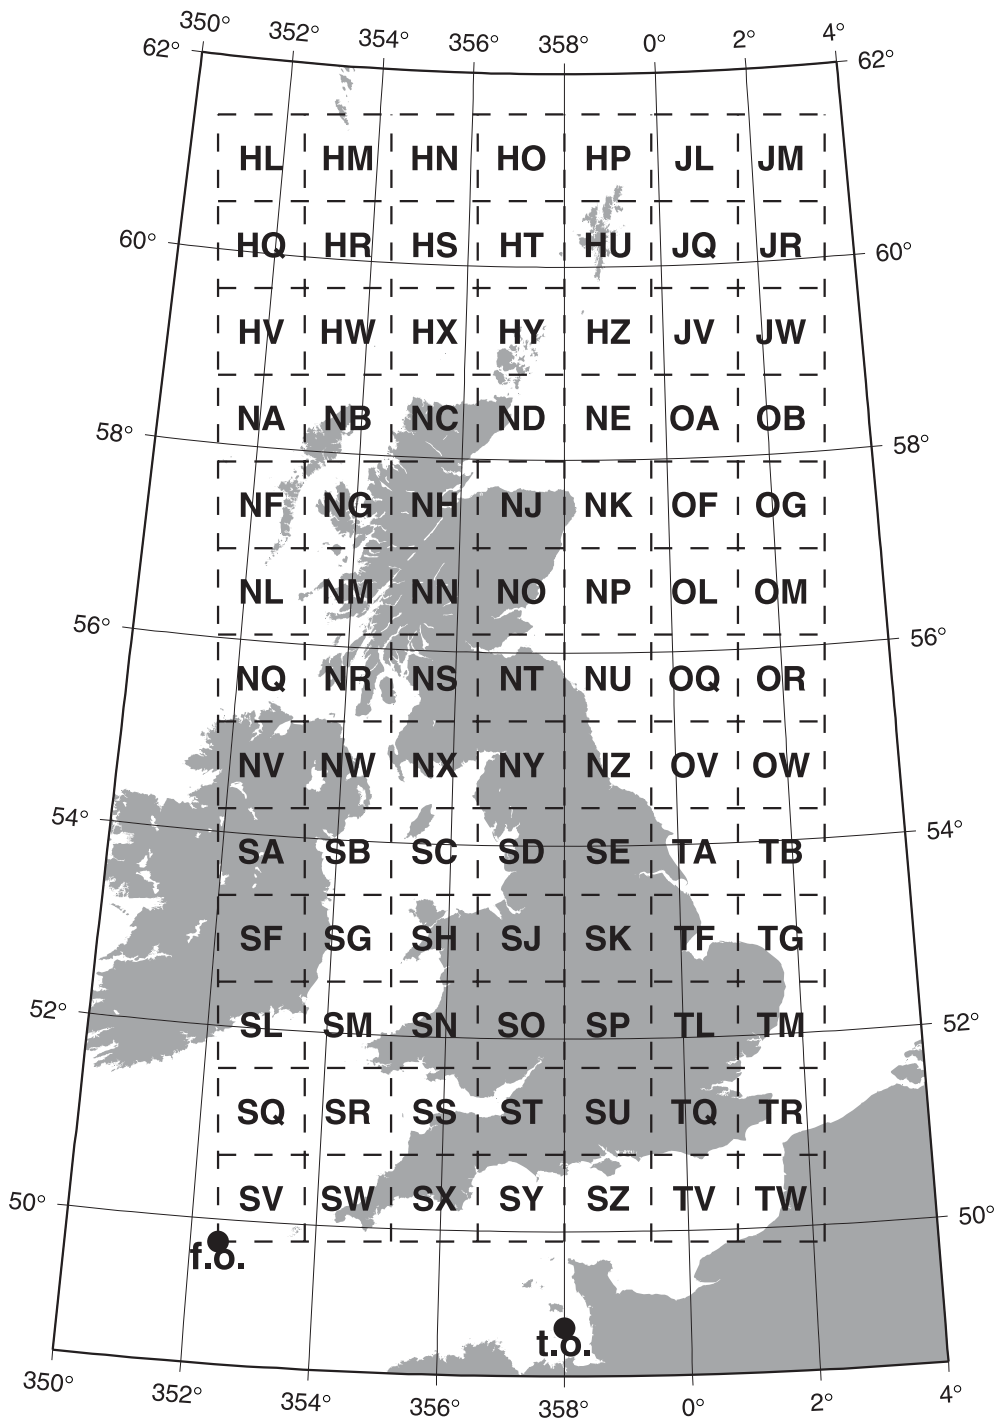 350° 352° 354° 356° 358° 0° 2° 4°
62° 62°
HL HM HN HO HP JL JM
60° HQ HR HS HT HU JQ JR 60°
HV HW HX HY HZ JV JW
58° NA NB NC ND NE OA OB 58°
NF NG NH NJ NK OF OG
NL NM NN NO NP OL OM
56° 56°
NQ NR NS NT NU OQ OR
NV NW NX NY NZ OV OW
54° 54°
SA SB SC SD SE TA TB
SF SG SH SJ SK TF TG
52° SL SM SN SO SP TL TM 52°
SQ SR SS ST SU TQ TR
50° SV SW SX SY SZ TV TW 50°
f.o.
t.o.
350° 352° 354° 356° 358° 0° 2° 4°